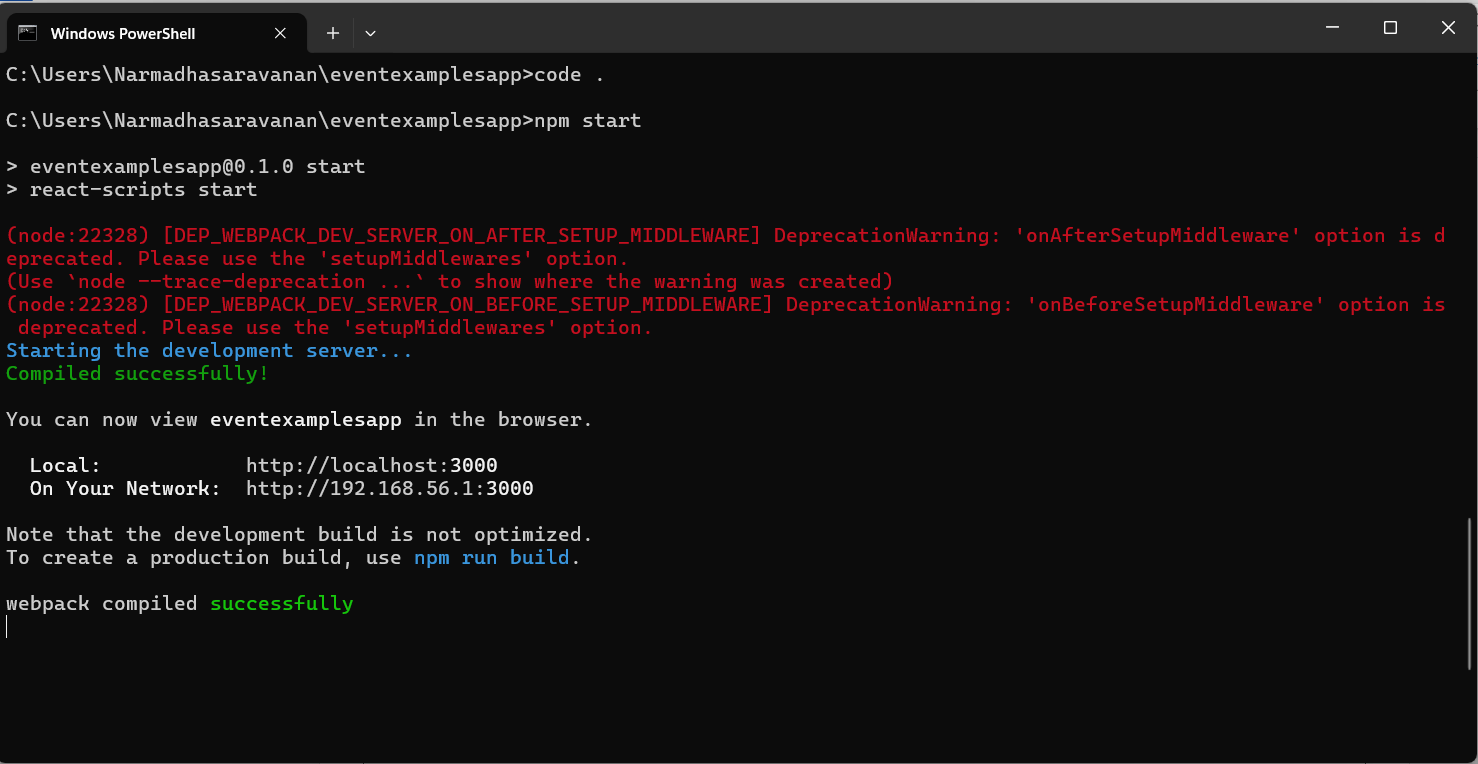 Windows PowerShell
C:\Users\Narmadhasaravanan\eventexamplesapp>code .
C:\Users\Narmadhasaravanan\eventexamplesapp>npm start
> eventexamplesapp@0.1.0 start
> react-scripts start
(node:22328) [DEP_WEBPACK_DEV_SERVER_ON_AFTER_SETUP_MIDDLEWARE] DeprecationWarning: 'onAfterSetupMiddleware' option is d
eprecated. Please use the 'setupMiddlewares' option.
(Use `node --trace-deprecation ...` to show where the warning was created)
(node:22328) [DEP_WEBPACK_DEV_SERVER_ON_BEFORE_SETUP_MIDDLEWARE] DeprecationWarning: 'onBeforeSetupMiddleware' option is
 deprecated. Please use the 'setupMiddlewares' option.
Starting the development server...
Compiled successfully!
You can now view eventexamplesapp in the browser.
  Local:            http://localhost:3000
  On Your Network:  http://192.168.56.1:3000
Note that the development build is not optimized.
To create a production build, use npm run build.
webpack compiled successfully